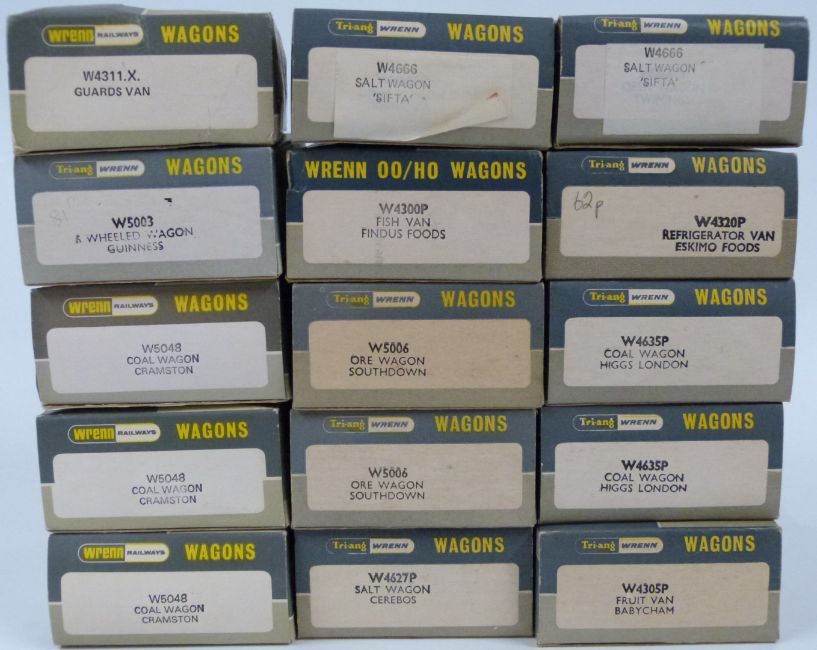 Wrenn RAILWAYS WAGONS
W4311.X.
GUARDS VAN
Tri-ang WRENN WAGONS
W4666
SALT WAGON
'SIFTA'
Tri-ang WRENN WAGONS
W4666
SALT WAGON
'SIFTA'
Tri-ang WRENN WAGONS
W5003
WHEELED WAGON
GUINNESS
WRENN OO/HO WAGONS
W4300P
FISH VAN
FINDUS FOODS
Tri-ang WRENN WAGONS
62p
W4320P
REFRIGERATOR VAN
ESKIMO FOODS
Wrenn RAILWAYS WAGONS
W5048
COAL WAGON
CRAMSTON
Tri-ang WRENN WAGONS
W5006
ORE WAGON
SOUTHDOWN
Tri-ang WRENN WAGONS
W4635P
COAL WAGON
HIGGS LONDON
Wrenn RAILWAYS WAGONS
W5048
COAL WAGON
CRAMSTON
Tri-ang WRENN WAGONS
W5006
ORE WAGON
SOUTHDOWN
Tri-ang WRENN WAGONS
W4635P
COAL WAGON
HIGGS LONDON
Wrenn RAILWAYS WAGONS
W5048
COAL WAGON
CRAMSTON
Tri-ang WRENN WAGONS
W4627P
SALT WAGON
CEREBOS
Tri-ang WRENN WAGONS
W4305P
FRUIT VAN
BABYCHAM